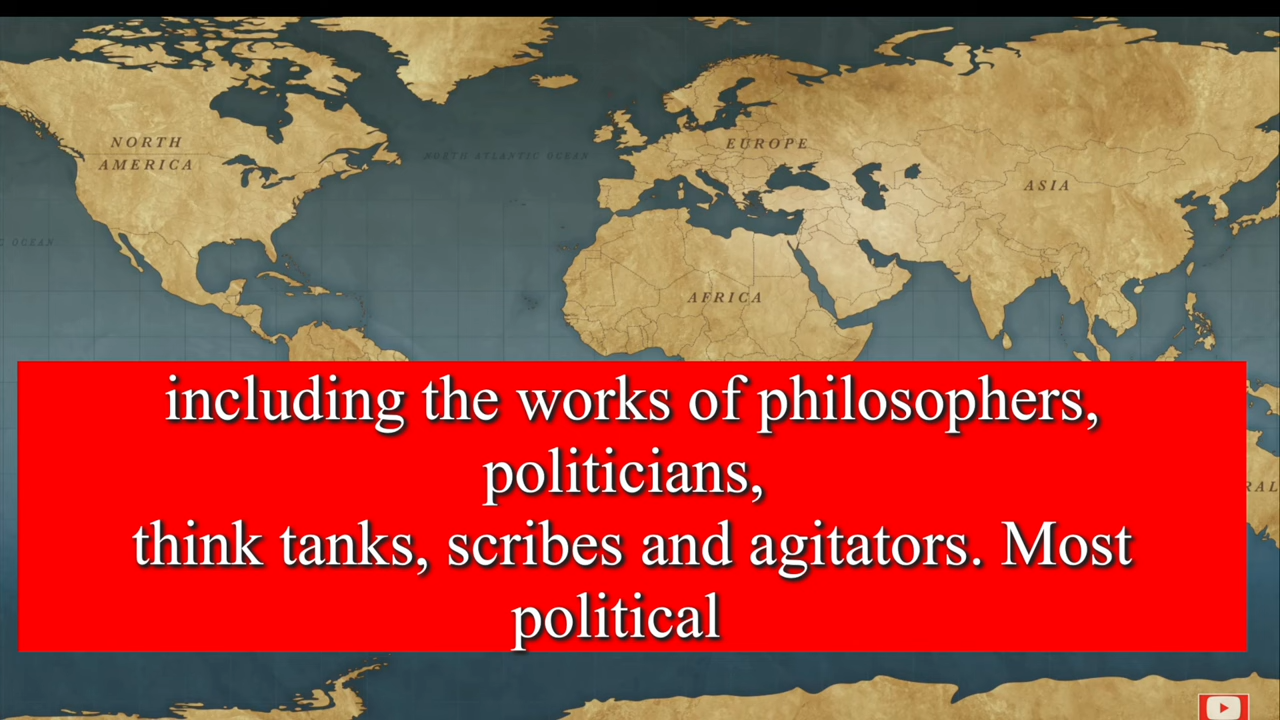 NORTH
AMERICA
NORTH ATLANTIC OCEAN
EUROPE
ASIA
OCEAN
AFRICA
including the works of philosophers,
politicians,
think tanks, scribes and agitators. Most
political